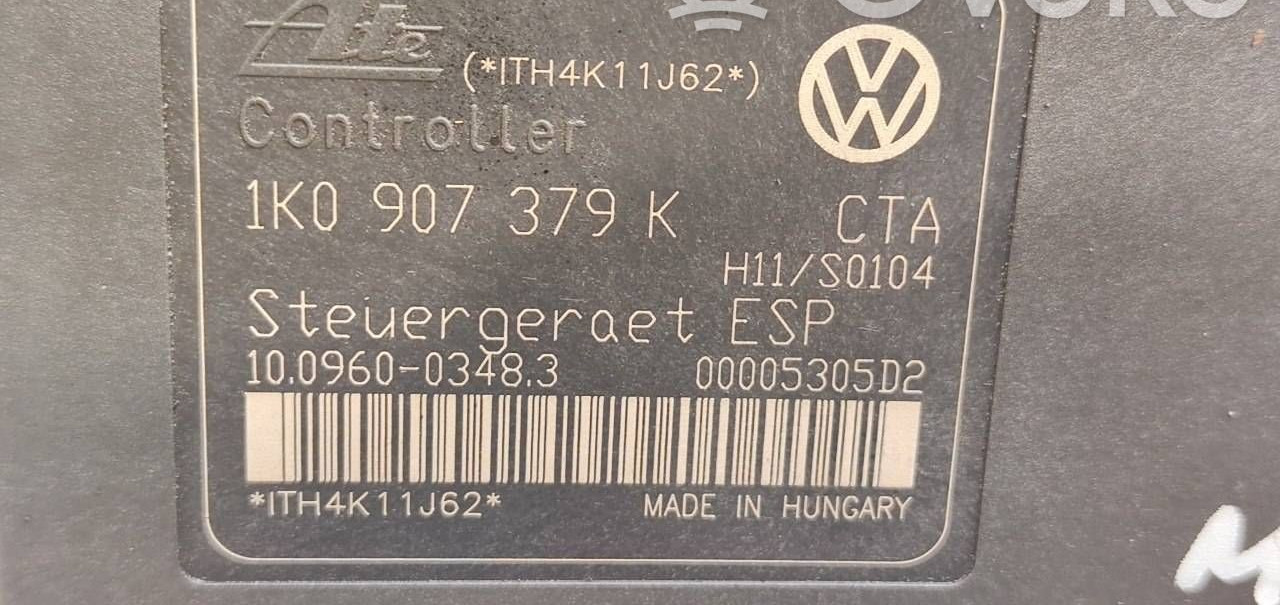 Ate
(*ITH4K11J62*)
Controller
1K0 907 379 K CTA
H11/S0104
Steuergeraet ESP
10.0960-0348.3 00005305D2
*ITH4K11J62*
MADE IN HUNGARY